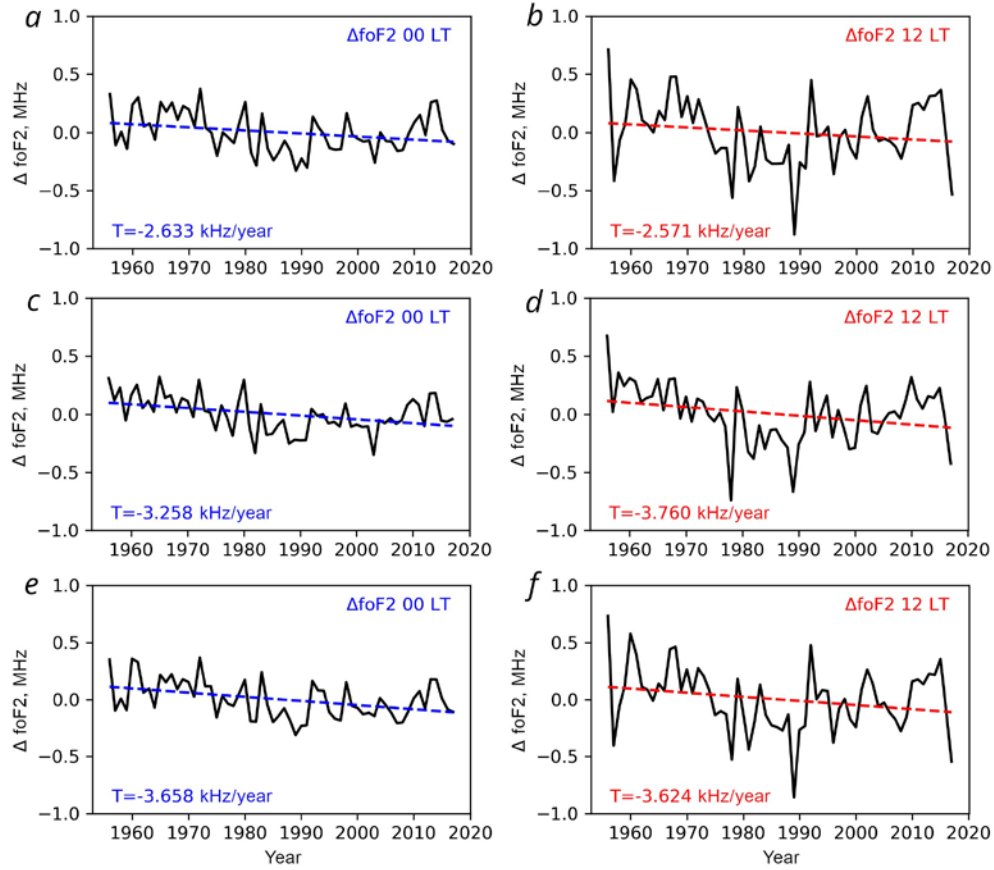 a
ΔfoF2 00 LT
1.0
0.5
0.0
−0.5
−1.0
Δ foF2, MHz
T=-2.633 kHz/year
1960 1970 1980 1990 2000 2010 2020
b
ΔfoF2 12 LT
1.0
0.5
0.0
−0.5
−1.0
Δ foF2, MHz
T=-2.571 kHz/year
1960 1970 1980 1990 2000 2010 2020
c
ΔfoF2 00 LT
1.0
0.5
0.0
−0.5
−1.0
Δ foF2, MHz
T=-3.258 kHz/year
1960 1970 1980 1990 2000 2010 2020
d
ΔfoF2 12 LT
1.0
0.5
0.0
−0.5
−1.0
Δ foF2, MHz
T=-3.760 kHz/year
1960 1970 1980 1990 2000 2010 2020
e
ΔfoF2 00 LT
1.0
0.5
0.0
−0.5
−1.0
Δ foF2, MHz
T=-3.658 kHz/year
1960 1970 1980 1990 2000 2010 2020
Year
f
ΔfoF2 12 LT
1.0
0.5
0.0
−0.5
−1.0
Δ foF2, MHz
T=-3.624 kHz/year
1960 1970 1980 1990 2000 2010 2020
Year